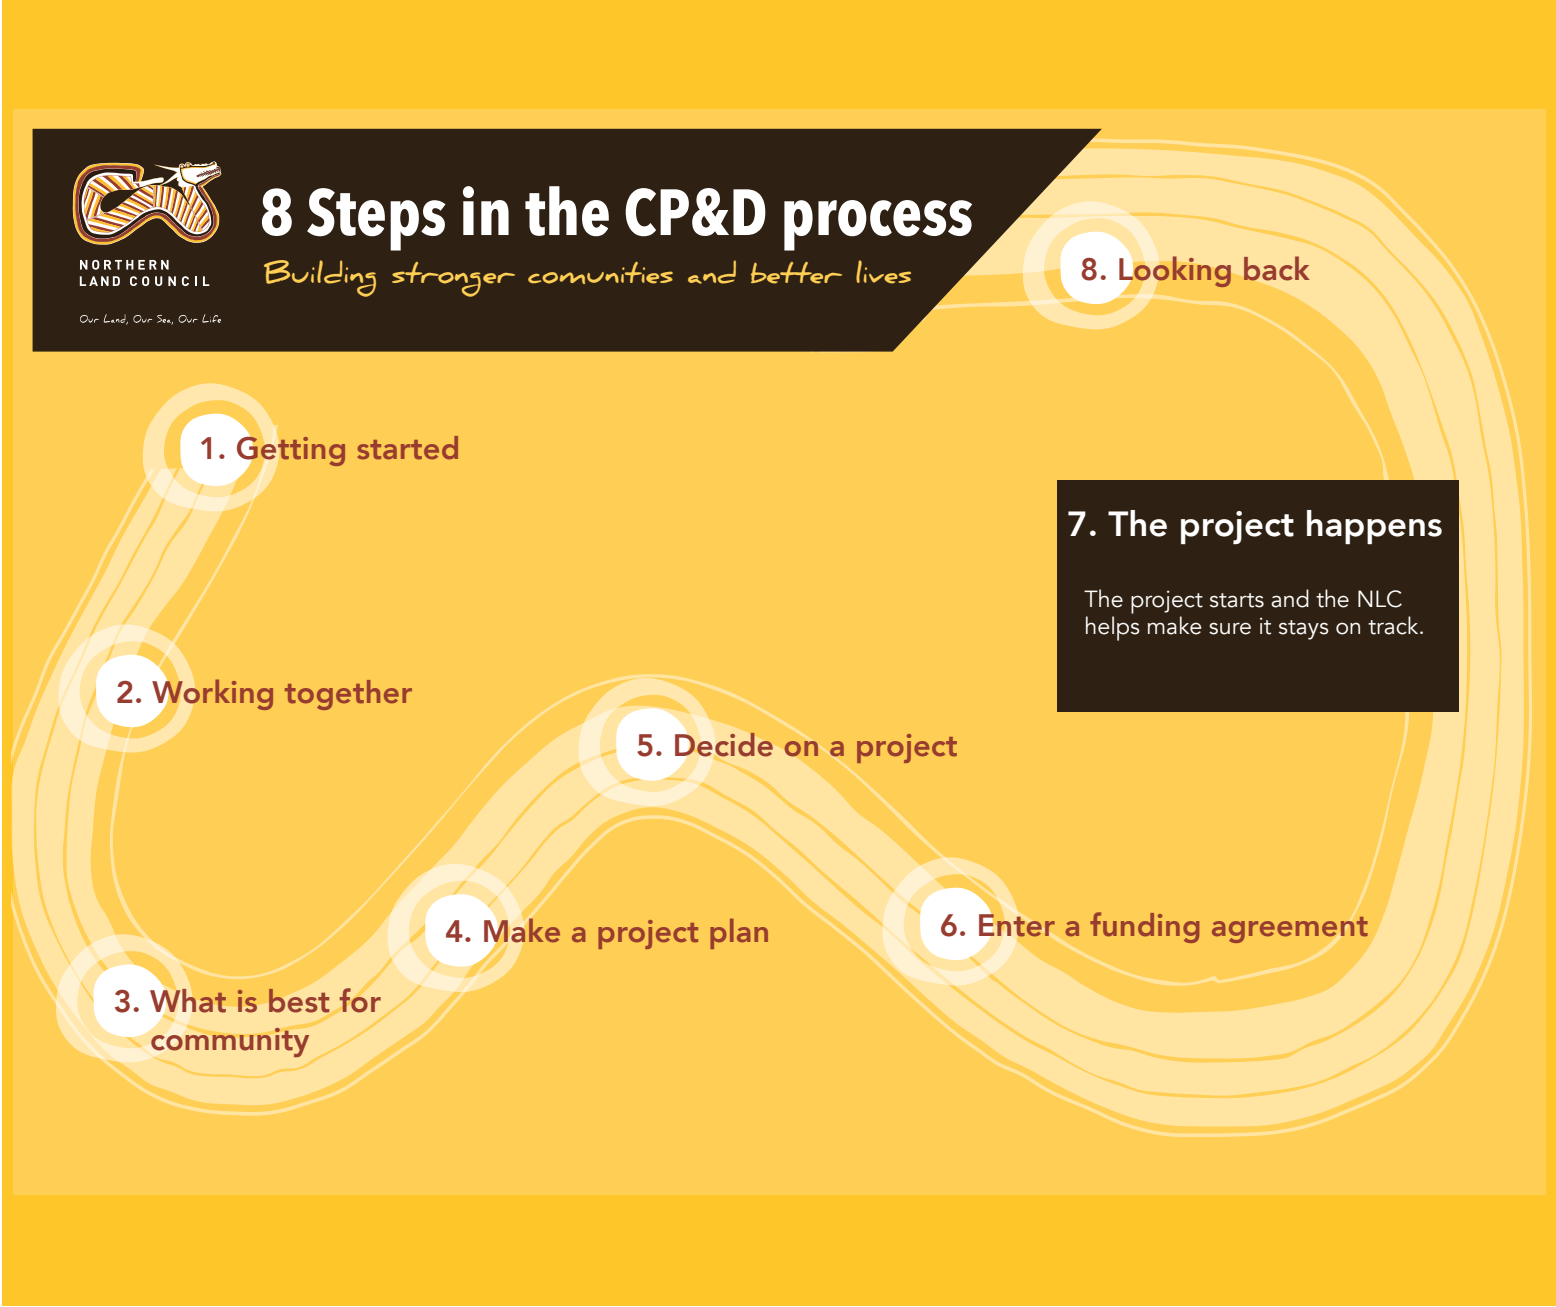 8 Steps in the CP&D process
Building stronger comunities and better lives
NORTHERN
LAND COUNCIL
Our Land, Our Sea, Our Life
1. Getting started
2. Working together
3. What is best for
community
4. Make a project plan
5. Decide on a project
6. Enter a funding agreement
7. The project happens
The project starts and the NLC
helps make sure it stays on track.
8. Looking back